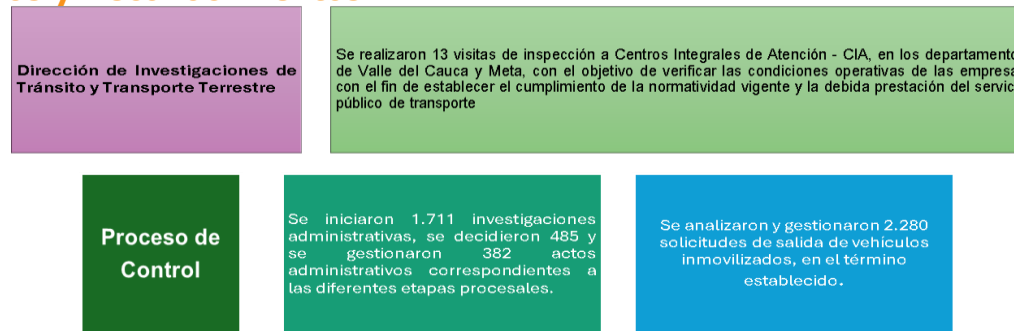 Dirección de Investigaciones de
Tránsito y Transporte Terrestre
Se realizaron 13 visitas de inspección a Centros Integrales de Atención - CIA, en los
de Valle del Cauca y Meta, con el objetivo de verificar las condiciones operativas de las
con el fin de establecer el cumplimiento de la normatividad vigente y la debida prestación del
público de transporte
Proceso de
Control
Se iniciaron 1.711 investigaciones
administrativas, se decidieron 485 y
se gestionaron 382 actos
administrativos correspondientes a
las diferentes etapas procesales.
Se analizaron y gestionaron 2.280
solicitudes de salida de vehículos
inmovilizados, en el término
establecido.